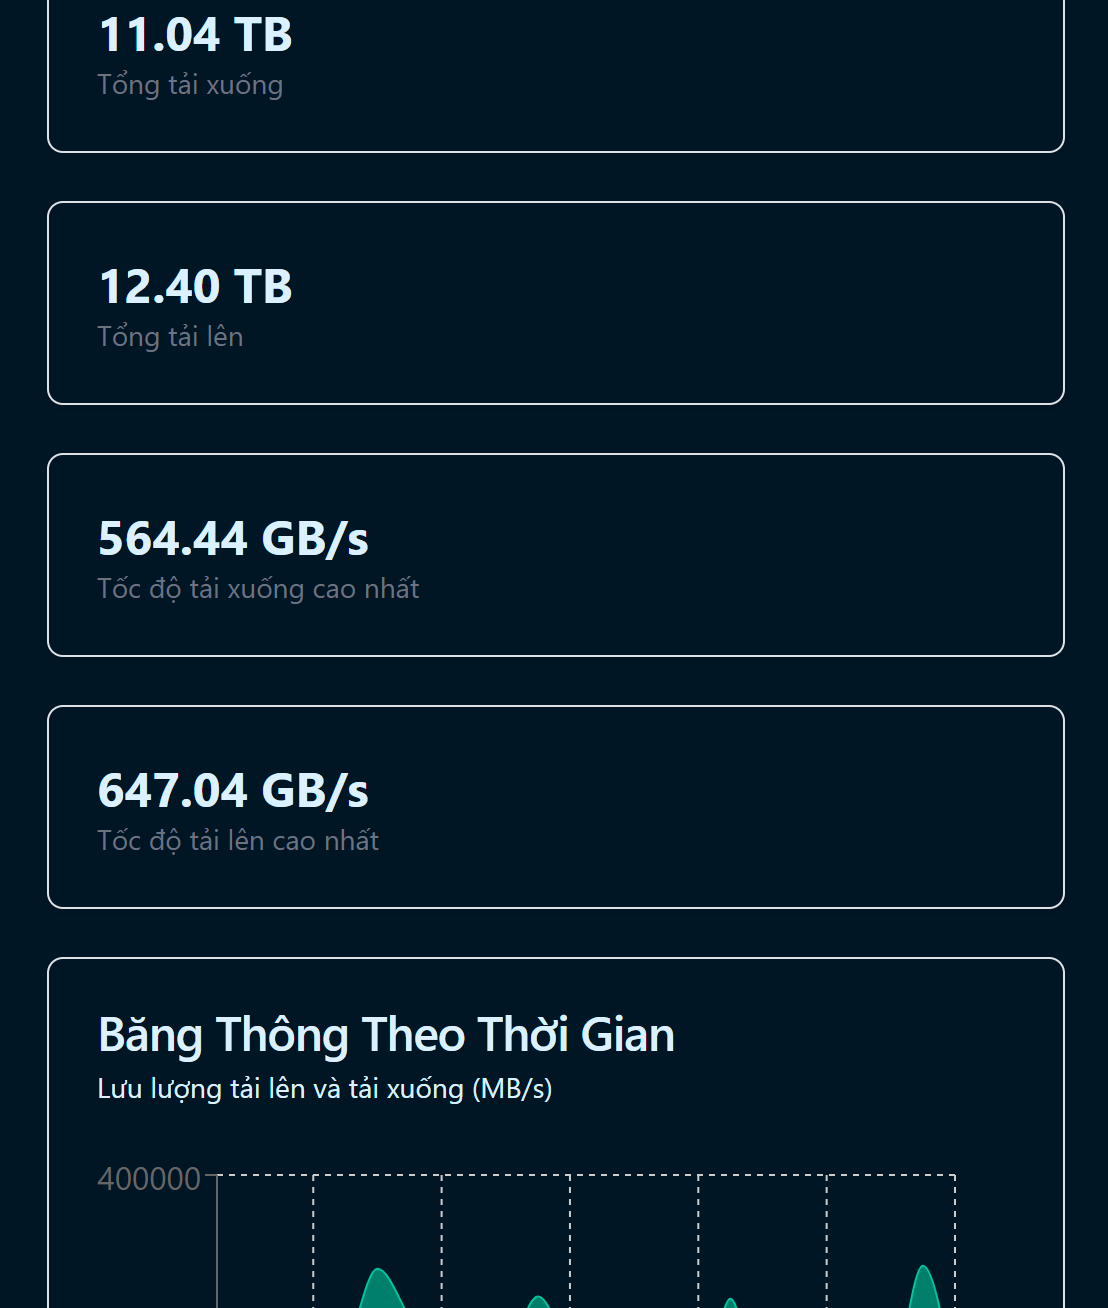 11.04 TB
Tổng tải xuống
12.40 TB
Tổng tải lên
564.44 GB/s
Tốc độ tải xuống cao nhất
647.04 GB/s
Tốc độ tải lên cao nhất
Băng Thông Theo Thời Gian
Lưu lượng tải lên và tải xuống (MB/s)
400000